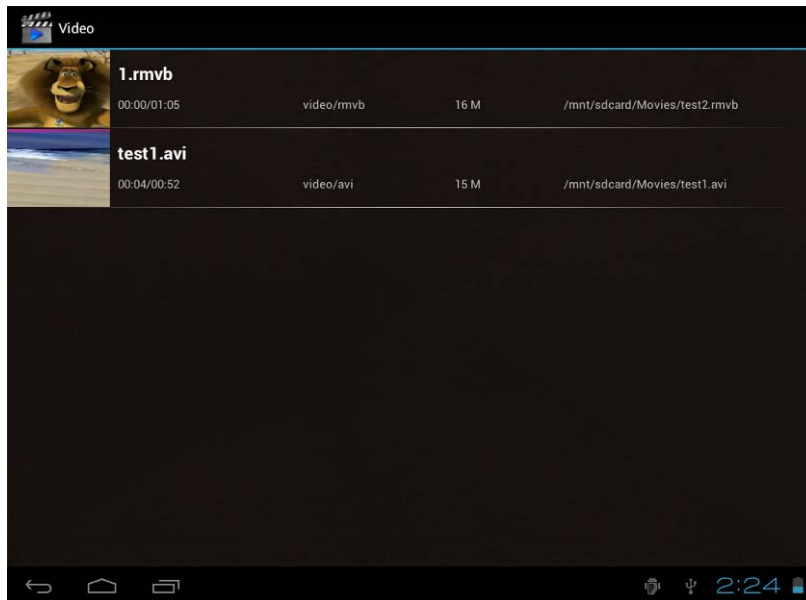 Video
1.rmvb
00:00/01:05 video/rmvb 16 M /mnt/sdcard/Movies/test2.rmvb
test1.avi
00:04/00:52 video/avi 15 M /mnt/sdcard/Movies/test1.avi
2:24